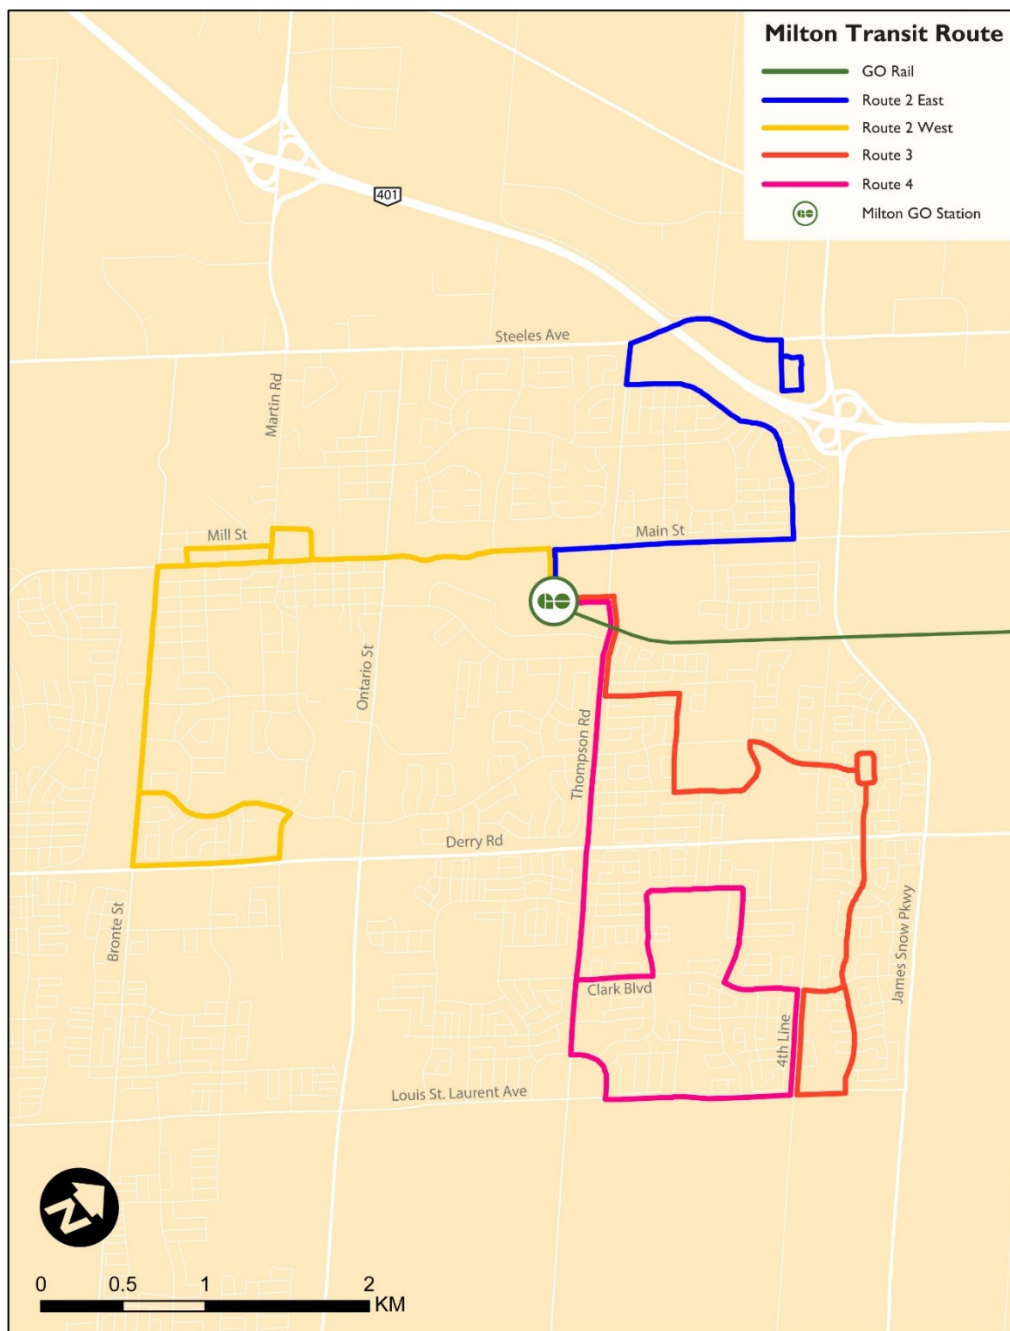 Milton Transit Route
GO Rail
Route 2 East
Route 2 West
Route 3
Route 4
GO
Milton GO Station
401
Steeles Ave
Martin Rd
Mill St
Main St
GO
Ontario St
Thompson Rd
Derry Rd
Bronte St
James Snow Pkwy
Clark Blvd
4th Line
Louis St. Laurent Ave
N
0 0.5 1 2
KM